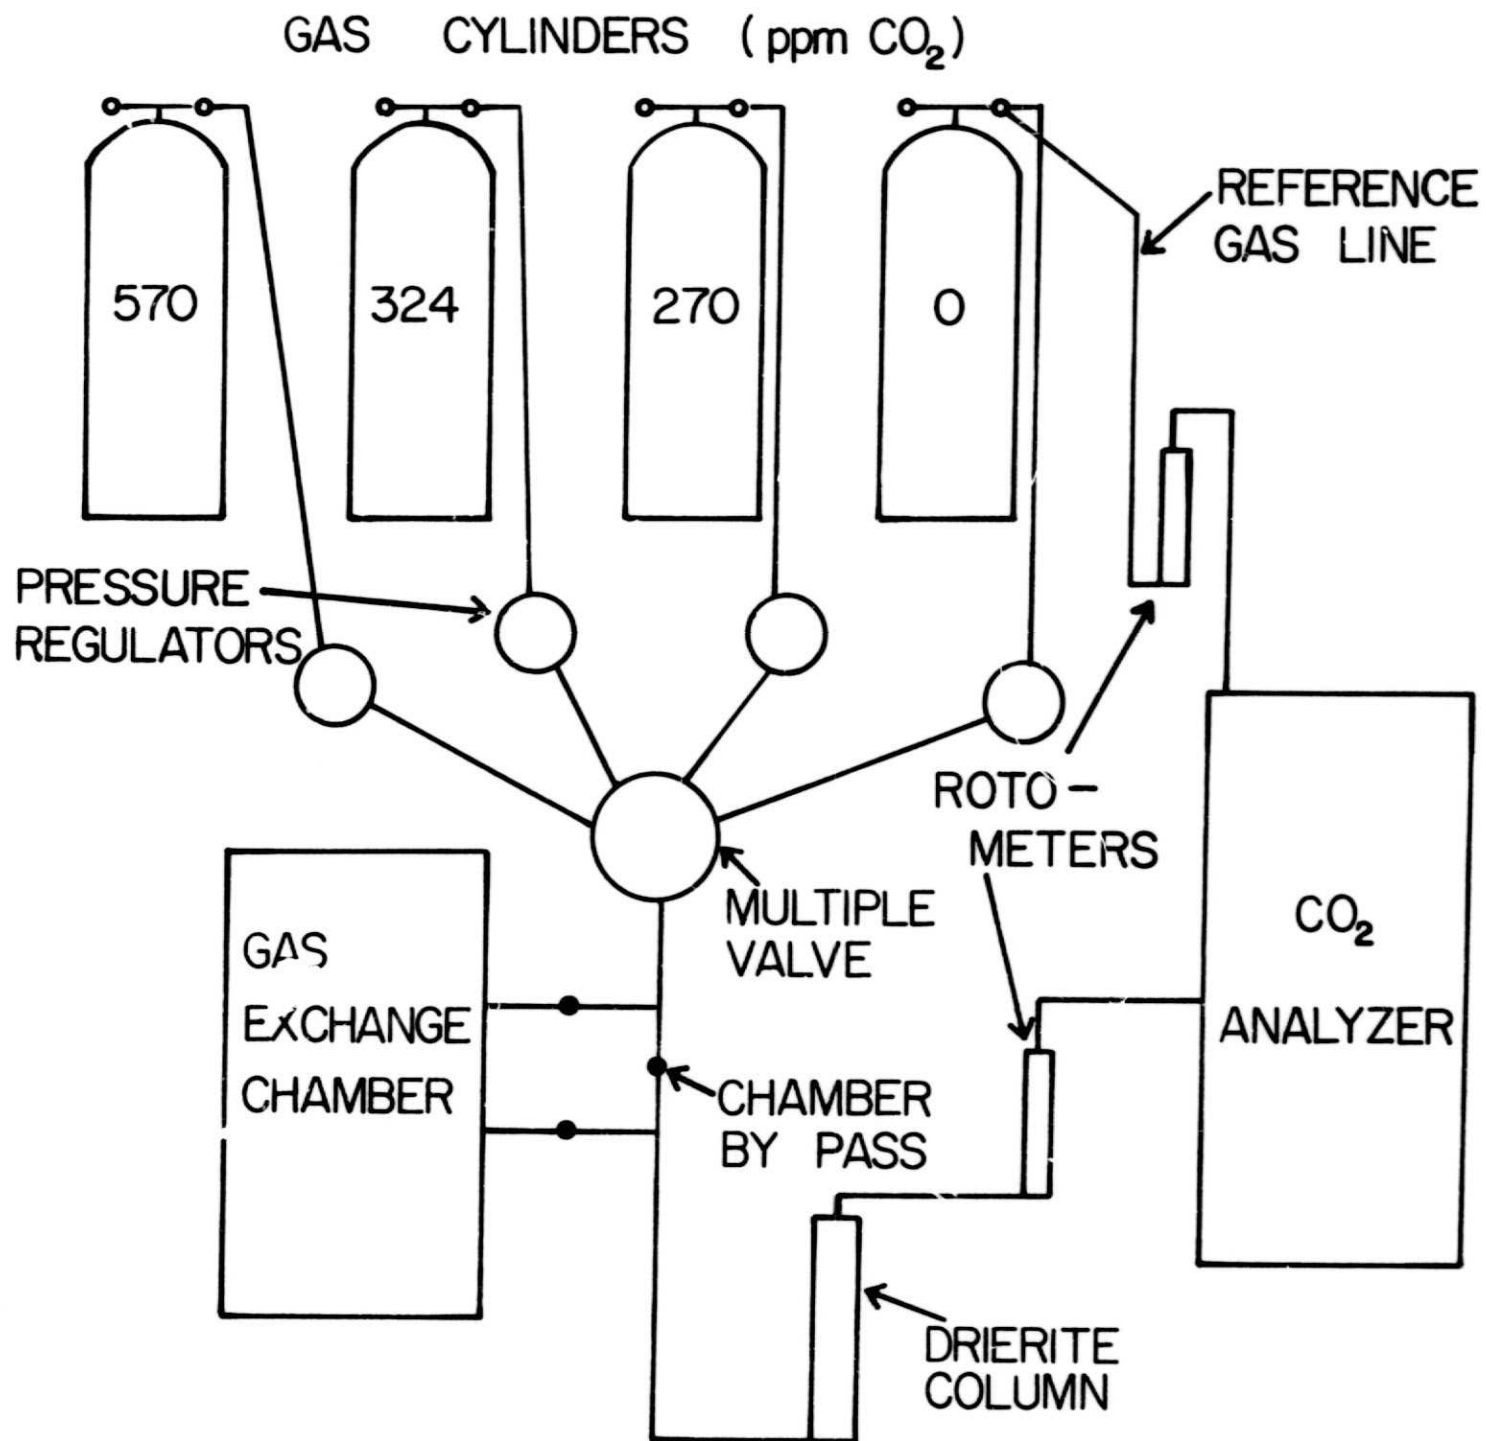 GAS CYLINDERS (ppm CO₂)
570
324
270
0
REFERENCE
GAS LINE
PRESSURE
REGULATORS
ROTO-
METERS
MULTIPLE
VALVE
GAS
EXCHANGE
CHAMBER
CO₂
ANALYZER
CHAMBER
BY PASS
DRIERITE
COLUMN